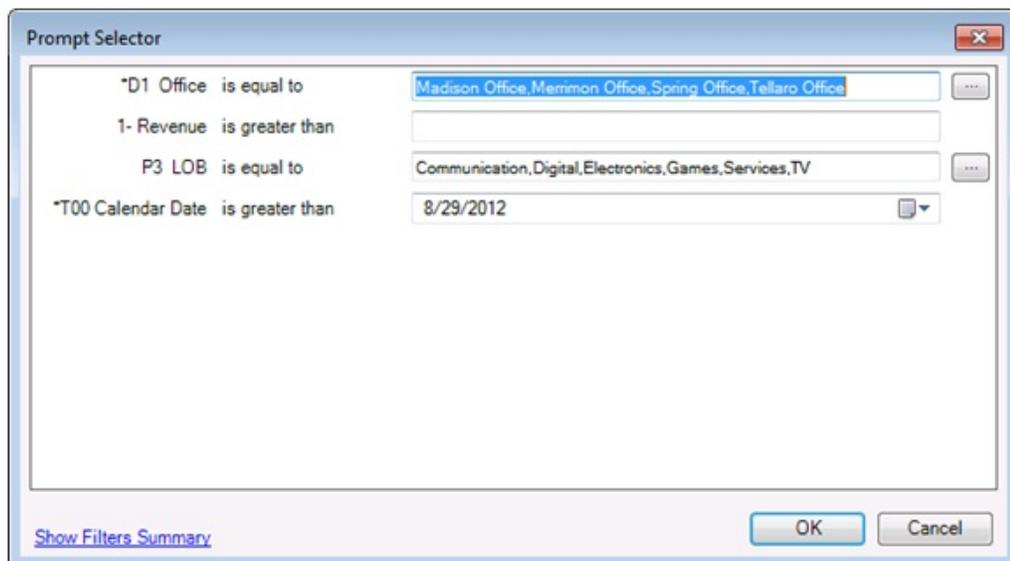 Prompt Selector
*D1 Office is equal to Madison Office,Merrimon Office,Spring Office,Tellaro Office ...
1- Revenue is greater than
P3 LOB is equal to Communication,Digital,Electronics,Games,Services,TV ...
*T00 Calendar Date is greater than 8/29/2012
Show Filters Summary OK Cancel